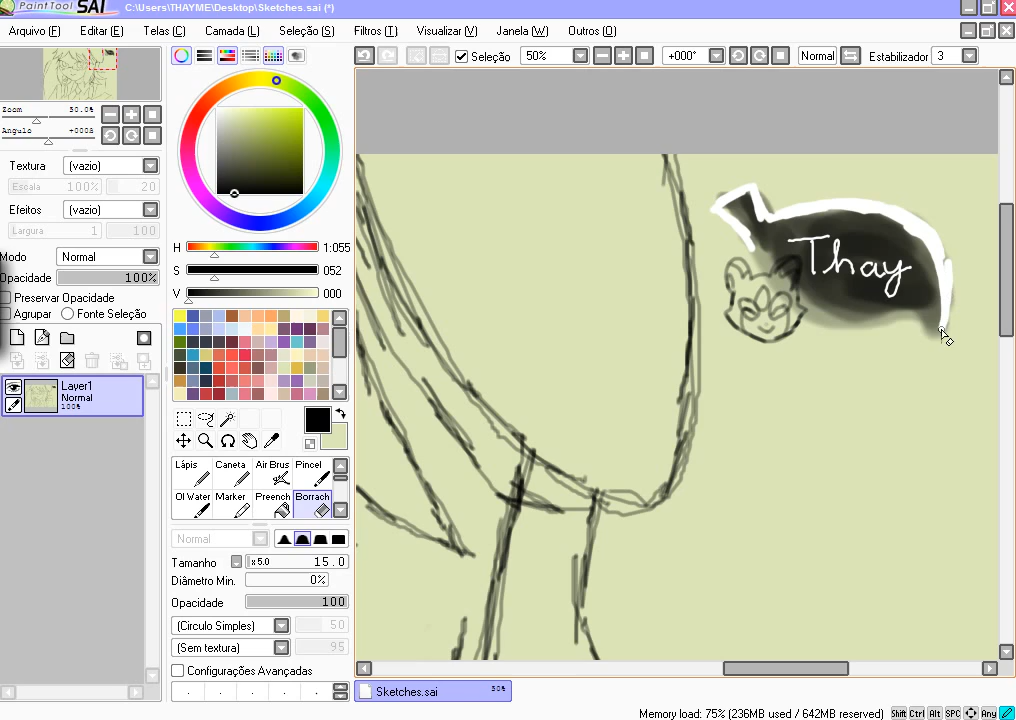 PaintTool SAI C:\Users\THAYME\Desktop\Sketches.sai (*)
Arquivo (F) Editar (E) Telas (C) Camada (L) Seleção (S) Filtros (T) Visualizar (V) Janela (W) Outros (O)
Seleção 50% +000° Normal Estabilizador 3
Zoom 50.0%
Angulo +000ß
Textura (vazio)
Escala 100% 20
Efeitos (vazio)
Largura 1 100
Modo Normal
Opacidade 100%
Preservar Opacidade
Agrupar Fonte Seleção
Layer1
Normal
100%
H 1:055
S 052
V 000
Lápis Caneta Air Brus Pincel
Ol Water Marker Preench Borrach
Normal
Tamanho x 5.0 15.0
Diâmetro Min. 0%
Opacidade 100
(Circulo Simples) 50
(Sem textura) 95
Configurações Avançadas
Thay
Sketches.sai 50%
Memory load: 75% (236MB used / 642MB reserved) Shift Ctrl Alt SPC Any